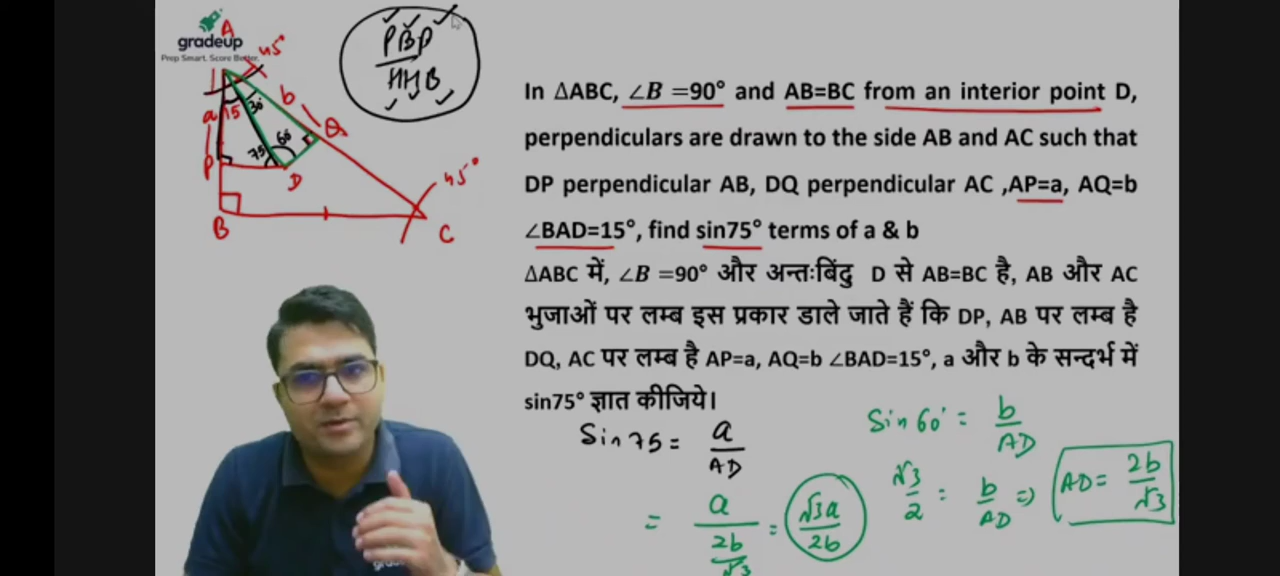 gradeup
Prep Smart. Score Better.
A
45°
a
15
30
b
Q
60
75
P
D
B
C
45°
PBP
HHB
In ΔABC, ∠B =90° and AB=BC from an interior point D,
perpendiculars are drawn to the side AB and AC such that
DP perpendicular AB, DQ perpendicular AC ,AP=a, AQ=b
∠BAD=15°, find sin75° terms of a & b
ΔABC में, ∠B =90° और अन्तःबिंदु D से AB=BC है, AB और AC
भुजाओं पर लम्ब इस प्रकार डाले जाते हैं कि DP, AB पर लम्ब है
DQ, AC पर लम्ब है AP=a, AQ=b ∠BAD=15°, a और b के सन्दर्भ में
sin75° ज्ञात कीजिये।
Sin 75 = a/AD
= a/(2b/√3) = √3a/2b
Sin 60° = b/AD
√3/2 = b/AD ⇒ AD = 2b/√3